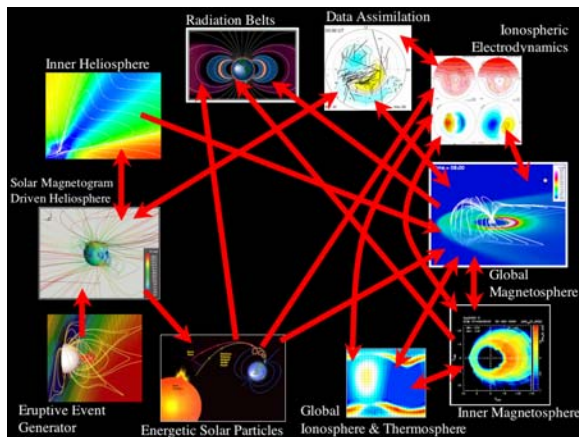 Radiation Belts
Data Assimilation
Ionospheric
Electrodynamics
Inner Heliosphere
Solar Magnetogram
Driven Heliosphere
Global
Magnetosphere
Eruptive Event
Generator
Energetic Solar Particles
Global
Ionosphere & Thermosphere
Inner Magnetosphere